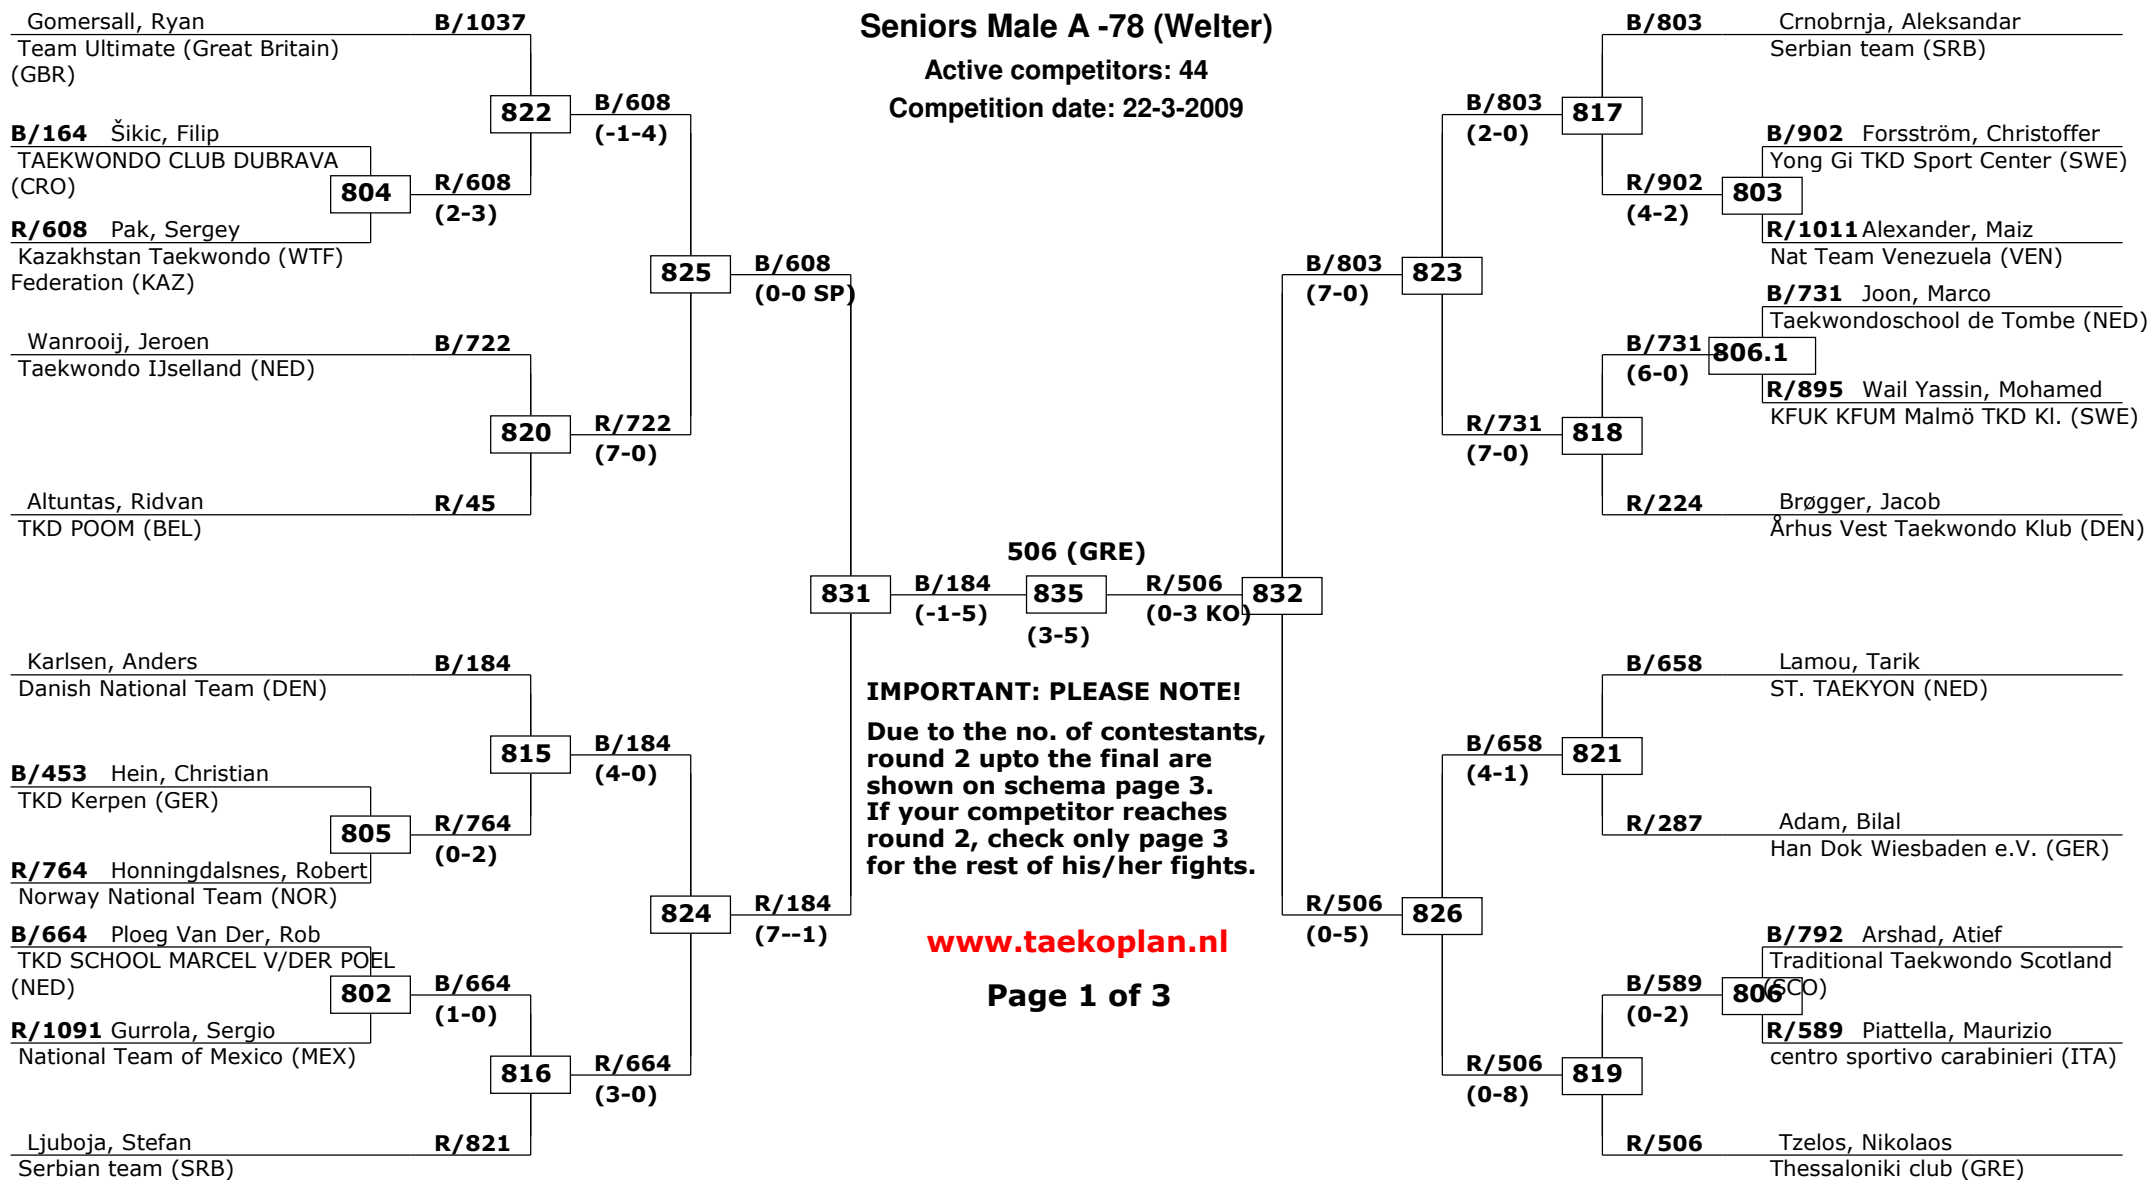 Seniors Male A -78 (Welter)
Active competitors: 44
Competition date: 22-3-2009
Gomersall, Ryan
B/1037
Team Ultimate (Great Britain)
(GBR)
822
B/608
(-1-4)
B/164 Šikic, Filip
TAEKWONDO CLUB DUBRAVA
(CRO)
804
R/608
(2-3)
R/608 Pak, Sergey
Kazakhstan Taekwondo (WTF)
Federation (KAZ)
825
B/608
(0-0 SP)
Wanrooij, Jeroen
B/722
Taekwondo IJselland (NED)
820
R/722
(7-0)
Altuntas, Ridvan
R/45
TKD POOM (BEL)
831
B/184
(-1-5)
Karlsen, Anders
B/184
Danish National Team (DEN)
815
B/184
(4-0)
B/453 Hein, Christian
TKD Kerpen (GER)
805
R/764
(0-2)
R/764 Honningdalsnes, Robert
Norway National Team (NOR)
824
R/184
(7--1)
B/664 Ploeg Van Der, Rob
TKD SCHOOL MARCEL V/DER POEL
(NED)
802
B/664
(1-0)
R/1091 Gurrola, Sergio
National Team of Mexico (MEX)
816
R/664
(3-0)
Ljuboja, Stefan
R/821
Serbian team (SRB)
506 (GRE)
835
(3-5)
R/506
(0-3 KO)
832
IMPORTANT: PLEASE NOTE!
Due to the no. of contestants,
round 2 upto the final are
shown on schema page 3.
If your competitor reaches
round 2, check only page 3
for the rest of his/her fights.
www.taekoplan.nl
Page 1 of 3
B/803
Crnobrnja, Aleksandar
Serbian team (SRB)
B/803
(2-0)
817
B/902 Forsström, Christoffer
Yong Gi TKD Sport Center (SWE)
R/902
(4-2)
803
R/1011 Alexander, Maiz
Nat Team Venezuela (VEN)
B/803
(7-0)
823
B/731 Joon, Marco
Taekwondoschool de Tombe (NED)
B/731
(6-0)
806.1
R/895 Wail Yassin, Mohamed
KFUK KFUM Malmö TKD Kl. (SWE)
R/731
(7-0)
818
R/224
Brøgger, Jacob
Århus Vest Taekwondo Klub (DEN)
B/658
Lamou, Tarik
ST. TAEKYON (NED)
B/658
(4-1)
821
R/287
Adam, Bilal
Han Dok Wiesbaden e.V. (GER)
R/506
(0-5)
826
B/792 Arshad, Atief
Traditional Taekwondo Scotland
(SCO)
B/589
(0-2)
806
R/589 Piattella, Maurizio
centro sportivo carabinieri (ITA)
R/506
(0-8)
819
R/506
Tzelos, Nikolaos
Thessaloniki club (GRE)